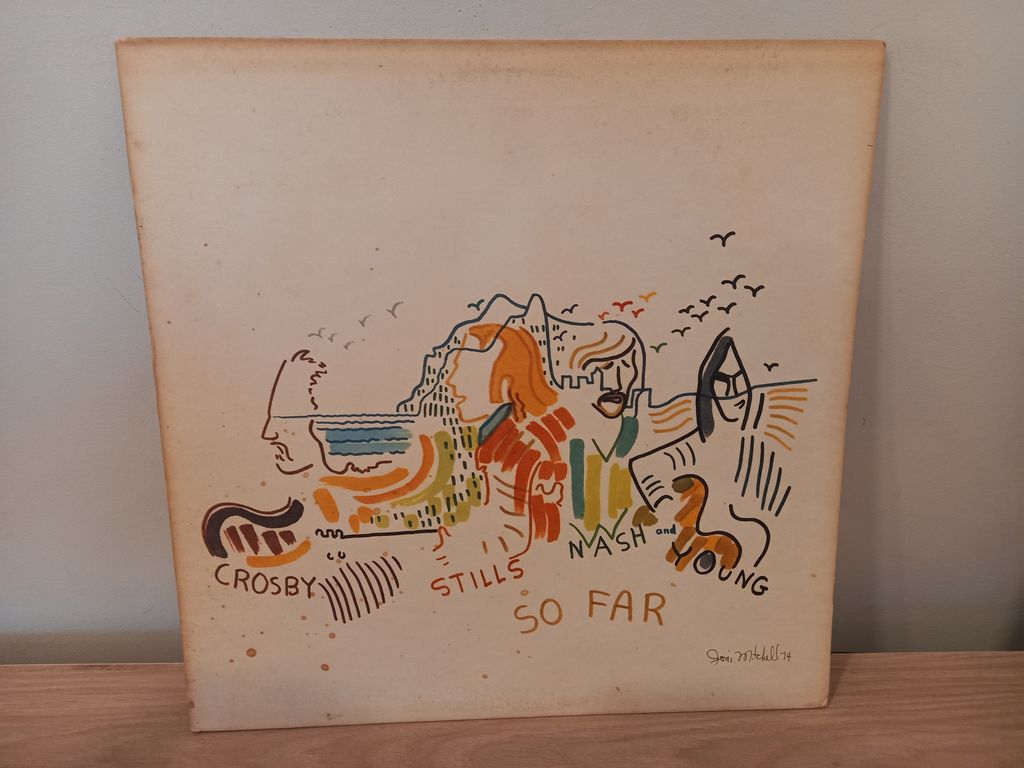 CROSBY
STILLS
NASH and YOUNG
SO FAR
Joni Mitchell 74